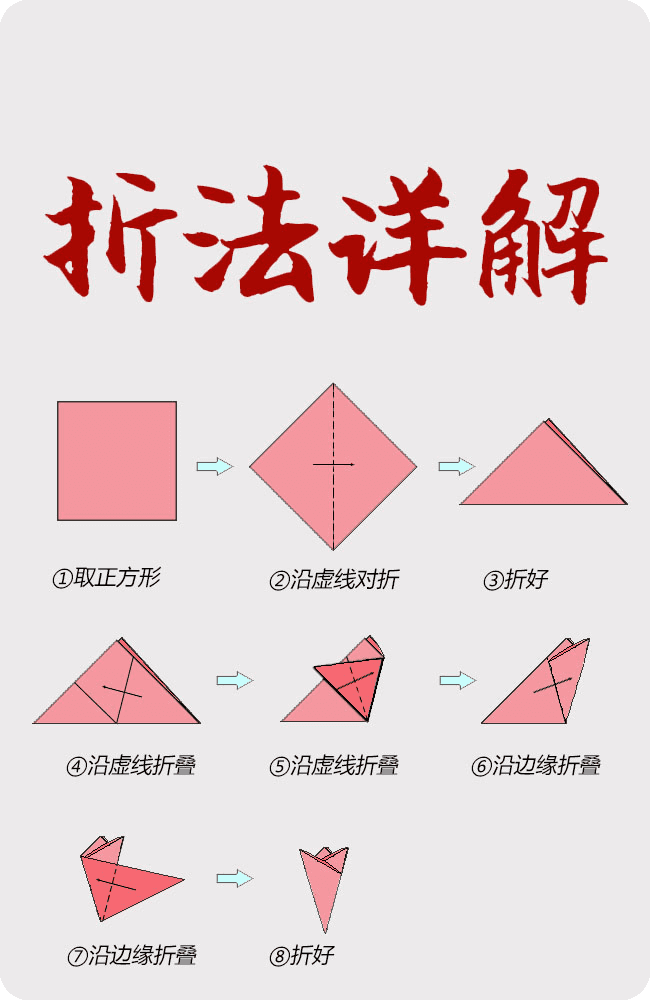 折法详解
①取正方形
②沿虚线对折
③折好
④沿虚线折叠
⑤沿虚线折叠
⑥沿边缘折叠
⑦沿边缘折叠
⑧折好